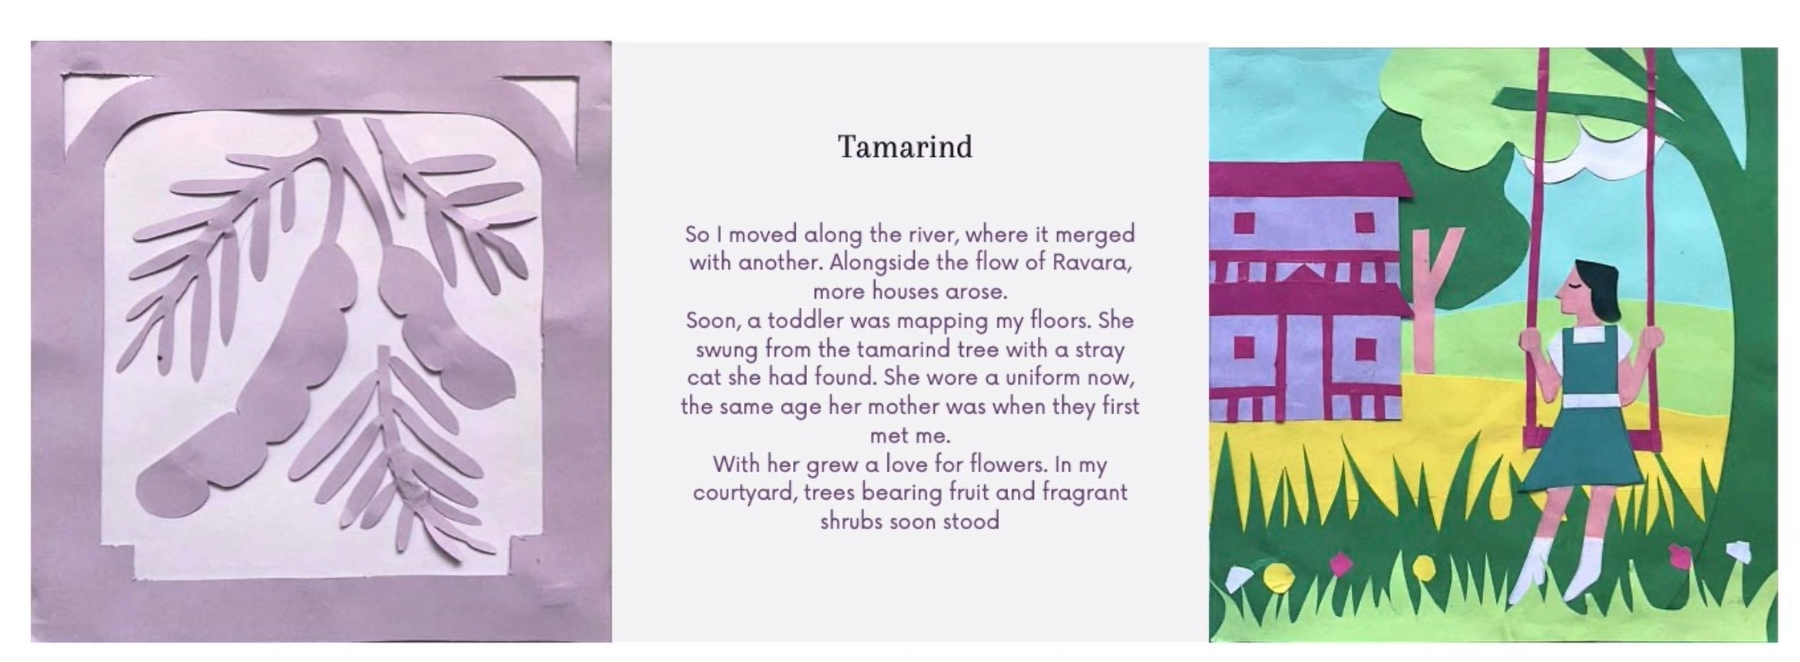 Tamarind
So I moved along the river, where it merged
with another. Alongside the flow of Ravara,
more houses arose.
Soon, a toddler was mapping my floors. She
swung from the tamarind tree with a stray
cat she had found. She wore a uniform now,
the same age her mother was when they first
met me.
With her grew a love for flowers. In my
courtyard, trees bearing fruit and fragrant
shrubs soon stood